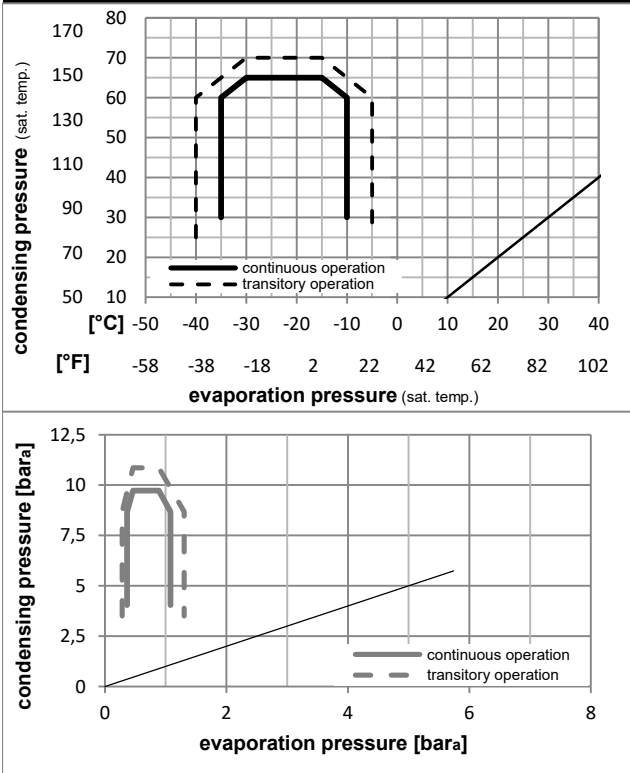 condensing pressure (sat. temp.)
170
150
130
110
90
70
50
80
70
60
50
40
30
20
10
continuous operation
transitory operation
[°C] -50 -40 -30 -20 -10 0 10 20 30 40
[°F] -58 -38 -18 2 22 42 62 82 102
evaporation pressure (sat. temp.)
condensing pressure [bara]
12,5
10
7,5
5
2,5
0
continuous operation
transitory operation
0 2 4 6 8
evaporation pressure [bara]